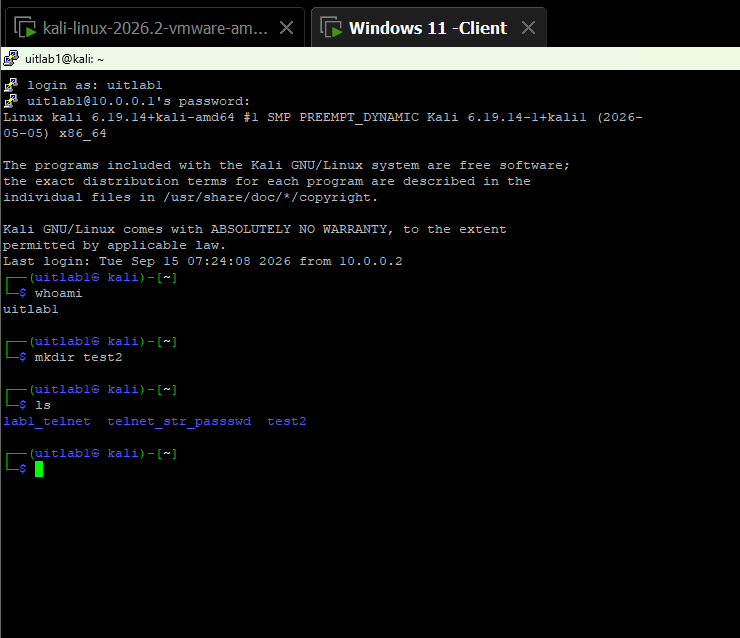 kali-linux-2026.2-vmware-am...
Windows 11 -Client
uitlab1@kali: ~
login as: uitlab1
uitlab1@10.0.0.1's password:
Linux kali 6.19.14+kali-amd64 #1 SMP PREEMPT_DYNAMIC Kali 6.19.14-1+kali1 (2026-
05-05) x86_64
The programs included with the Kali GNU/Linux system are free software;
the exact distribution terms for each program are described in the
individual files in /usr/share/doc/*/copyright.
Kali GNU/Linux comes with ABSOLUTELY NO WARRANTY, to the extent
permitted by applicable law.
Last login: Tue Sep 15 07:24:08 2026 from 10.0.0.2
┌──(uitlab1㉿ kali)-[~]
└─$ whoami
uitlab1
┌──(uitlab1㉿ kali)-[~]
└─$ mkdir test2
┌──(uitlab1㉿ kali)-[~]
└─$ ls
lab1_telnet  telnet_str_passswd  test2
┌──(uitlab1㉿ kali)-[~]
└─$